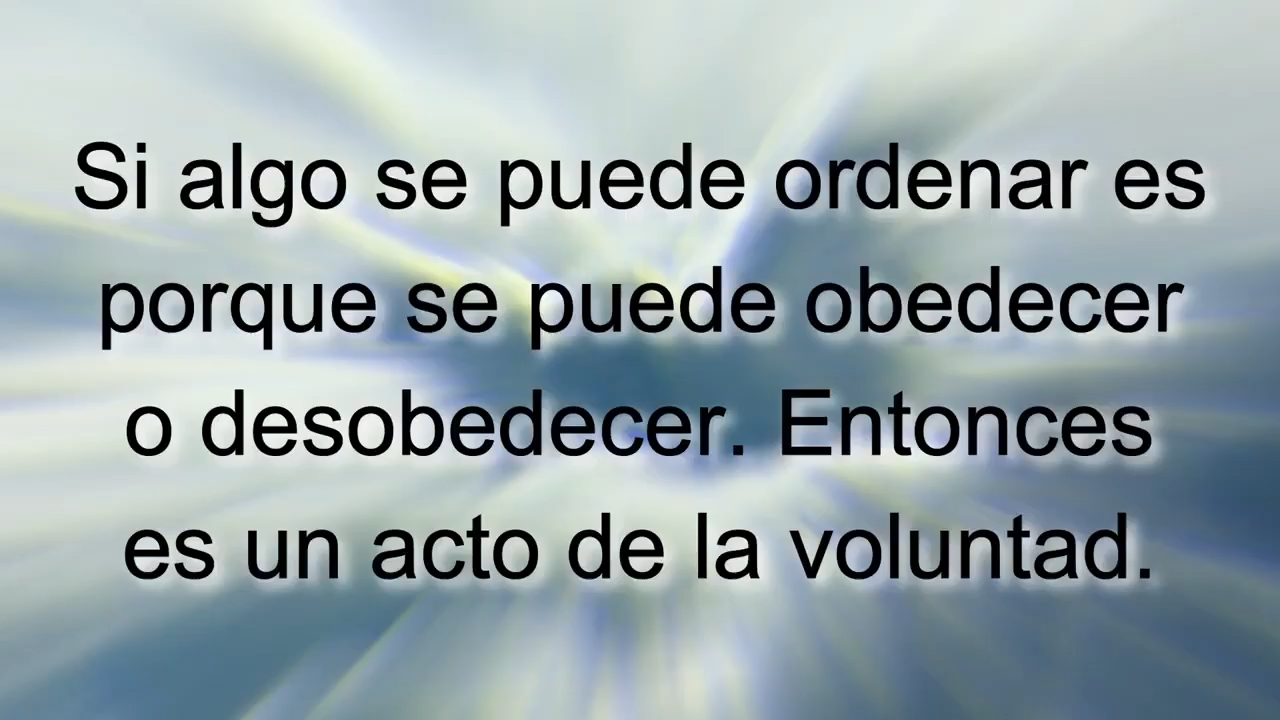 Si algo se puede ordenar es
porque se puede obedecer
o desobedecer. Entonces
es un acto de la voluntad.